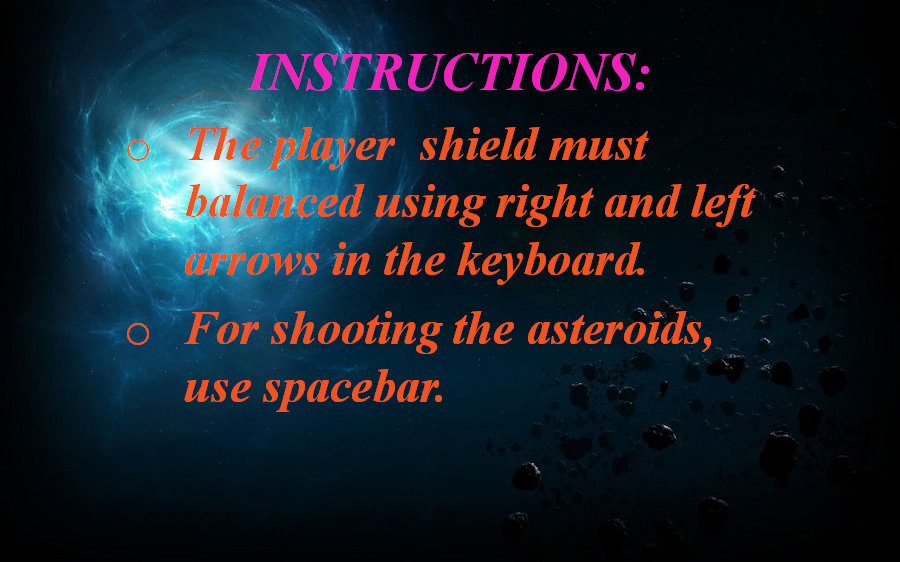 INSTRUCTIONS:
o The player shield must
balanced using right and left
arrows in the keyboard.
o For shooting the asteroids,
use spacebar.